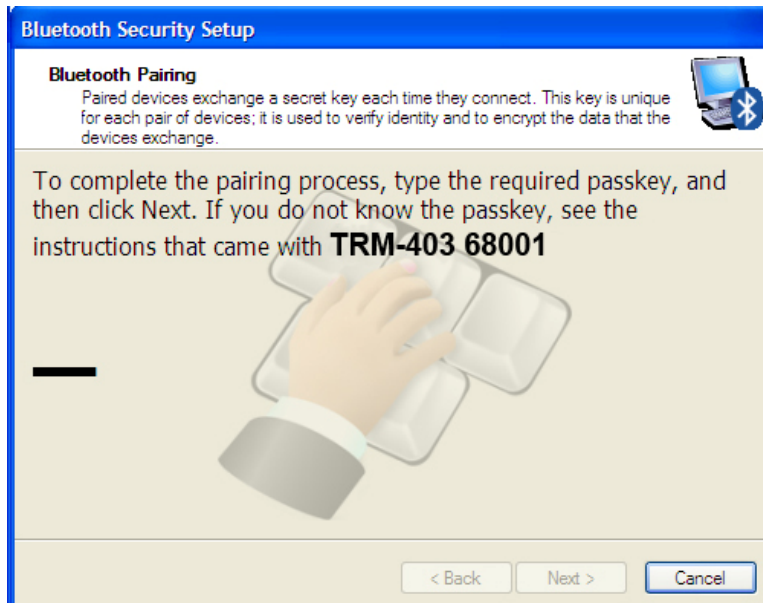 Bluetooth Security Setup
Bluetooth Pairing
Paired devices exchange a secret key each time they connect. This key is unique
for each pair of devices; it is used to verify identity and to encrypt the data that the
devices exchange.
To complete the pairing process, type the required passkey, and
then click Next. If you do not know the passkey, see the
instructions that came with TRM-403 68001
< Back Next > Cancel